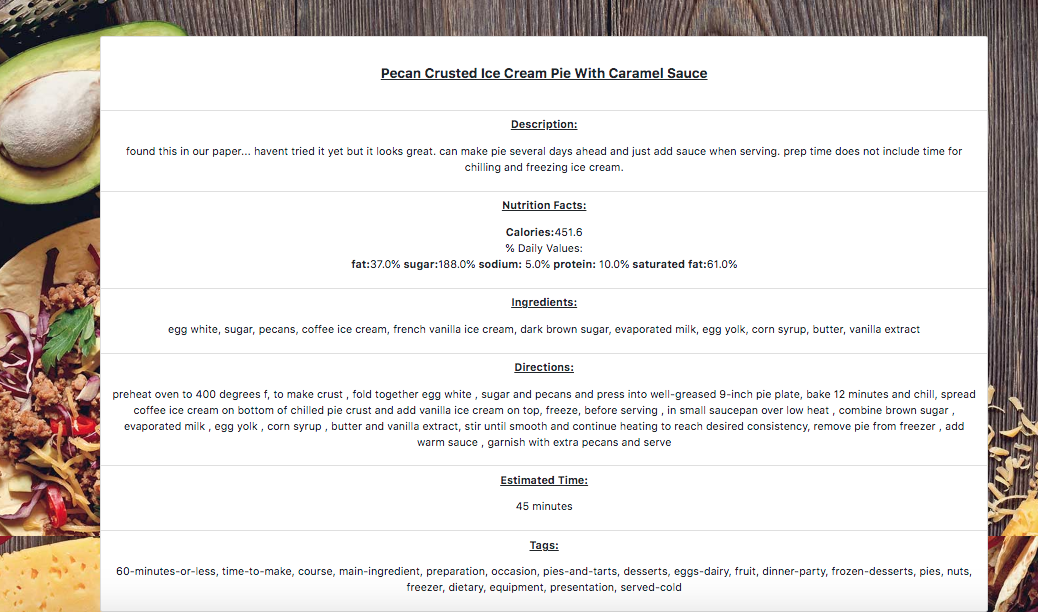 Pecan Crusted Ice Cream Pie With Caramel Sauce
Description:
found this in our paper... havent tried it yet but it looks great. can make pie several days ahead and just add sauce when serving. prep time does not include time for
chilling and freezing ice cream.
Nutrition Facts:
Calories:451.6
% Daily Values:
fat:37.0% sugar:188.0% sodium: 5.0% protein: 10.0% saturated fat:61.0%
Ingredients:
egg white, sugar, pecans, coffee ice cream, french vanilla ice cream, dark brown sugar, evaporated milk, egg yolk, corn syrup, butter, vanilla extract
Directions:
preheat oven to 400 degrees f, to make crust , fold together egg white , sugar and pecans and press into well-greased 9-inch pie plate, bake 12 minutes and chill, spread
coffee ice cream on bottom of chilled pie crust and add vanilla ice cream on top, freeze, before serving , in small saucepan over low heat , combine brown sugar ,
evaporated milk , egg yolk , corn syrup , butter and vanilla extract, stir until smooth and continue heating to reach desired consistency, remove pie from freezer , add
warm sauce , garnish with extra pecans and serve
Estimated Time:
45 minutes
Tags:
60-minutes-or-less, time-to-make, course, main-ingredient, preparation, occasion, pies-and-tarts, desserts, eggs-dairy, fruit, dinner-party, frozen-desserts, pies, nuts,
freezer, dietary, equipment, presentation, served-cold